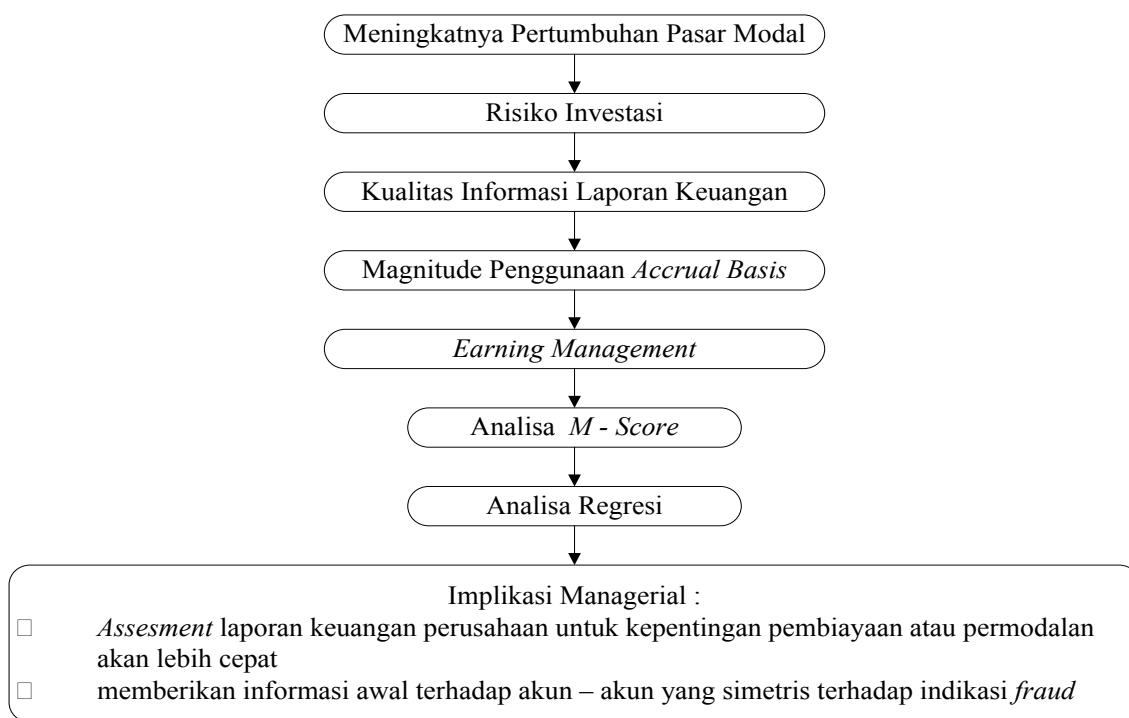 Meningkatnya Pertumbuhan Pasar Modal
Risiko Investasi
Kualitas Informasi Laporan Keuangan
Magnitude Penggunaan Accrual Basis
Earning Management
Analisa M - Score
Analisa Regresi
Implikasi Managerial :
Assesment laporan keuangan perusahaan untuk kepentingan pembiayaan atau permodalan
akan lebih cepat
memberikan informasi awal terhadap akun – akun yang simetris terhadap indikasi fraud